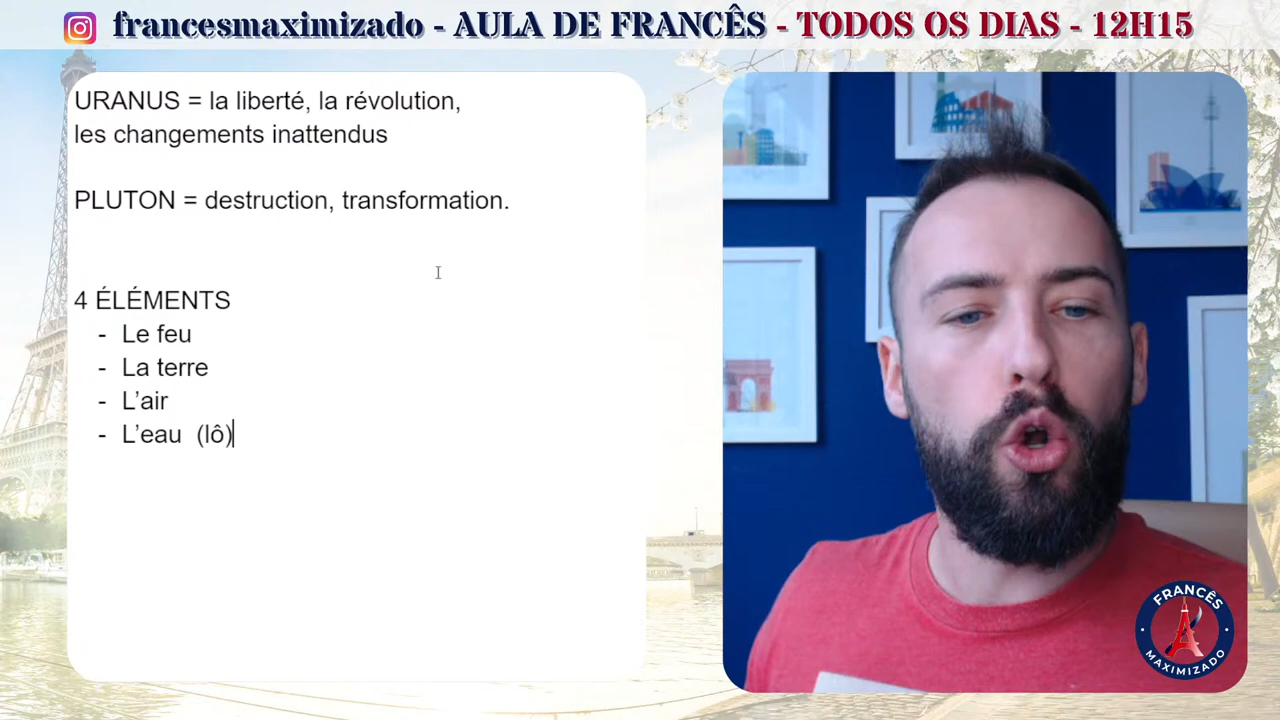 francesmaximizado - AULA DE FRANCÊS - TODOS OS DIAS - 12H15
URANUS = la liberté, la révolution,
les changements inattendus
PLUTON = destruction, transformation.
4 ÉLÉMENTS
- Le feu
- La terre
- L'air
- L'eau (lô)
FRANCÊS
MAXIMIZADO